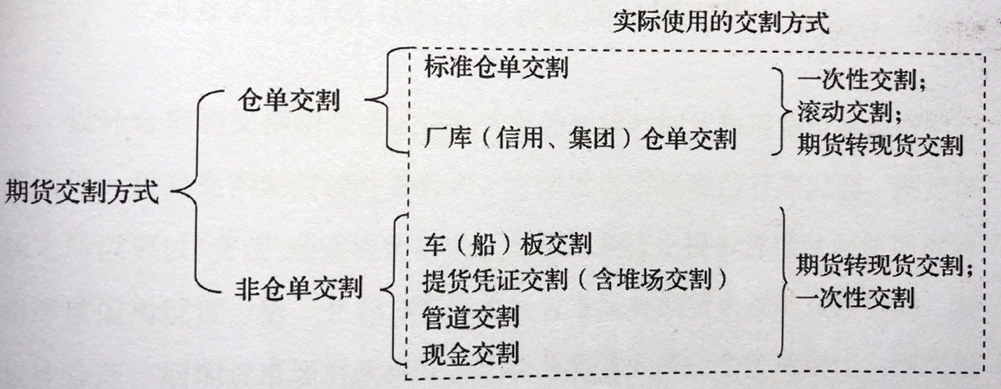 实际使用的交割方式
标准仓单交割
一次性交割;
仓单交割
滚动交割;
厂库(信用、集团)仓单交割
期货转现货交割
期货交割方式
车(船)板交割
期货转现货交割;
提货凭证交割(含堆场交割)
非仓单交割
一次性交割
管道交割
现金交割